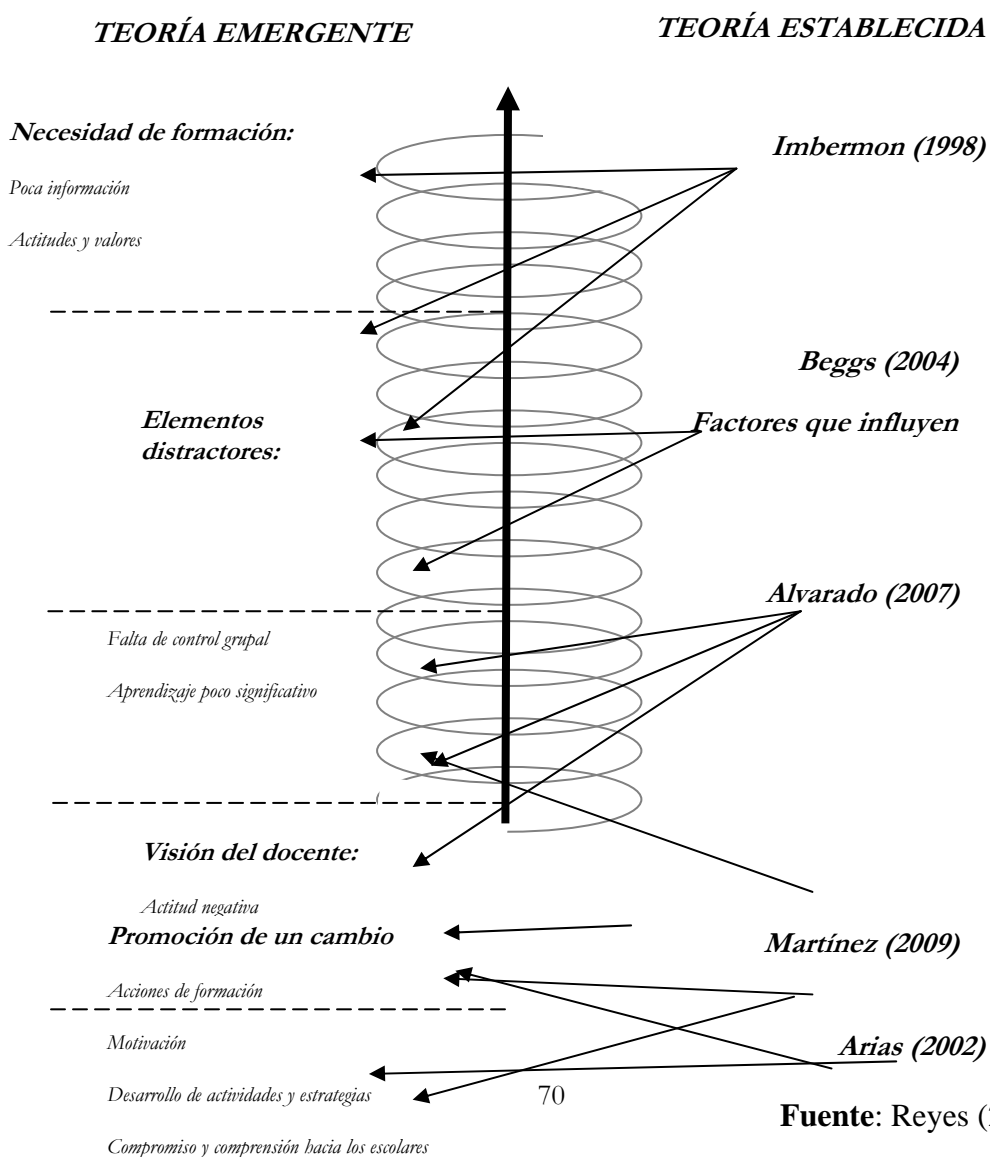 TEORÍA EMERGENTE
TEORÍA ESTABLECIDA
Necesidad de formación:
Imbermon (1998)
Poca información
Actitudes y valores
Beggs (2004)
Elementos
distractores:
Factores que influyen
Alvarado (2007)
Falta de control grupal
Aprendizaje poco significativo
Visión del docente:
Actitud negativa
Promoción de un cambio
Martínez (2009)
Acciones de formación
Motivación
Arias (2002)
Desarrollo de actividades y estrategias
70
Fuente: Reyes (
Compromiso y comprensión hacia los escolares